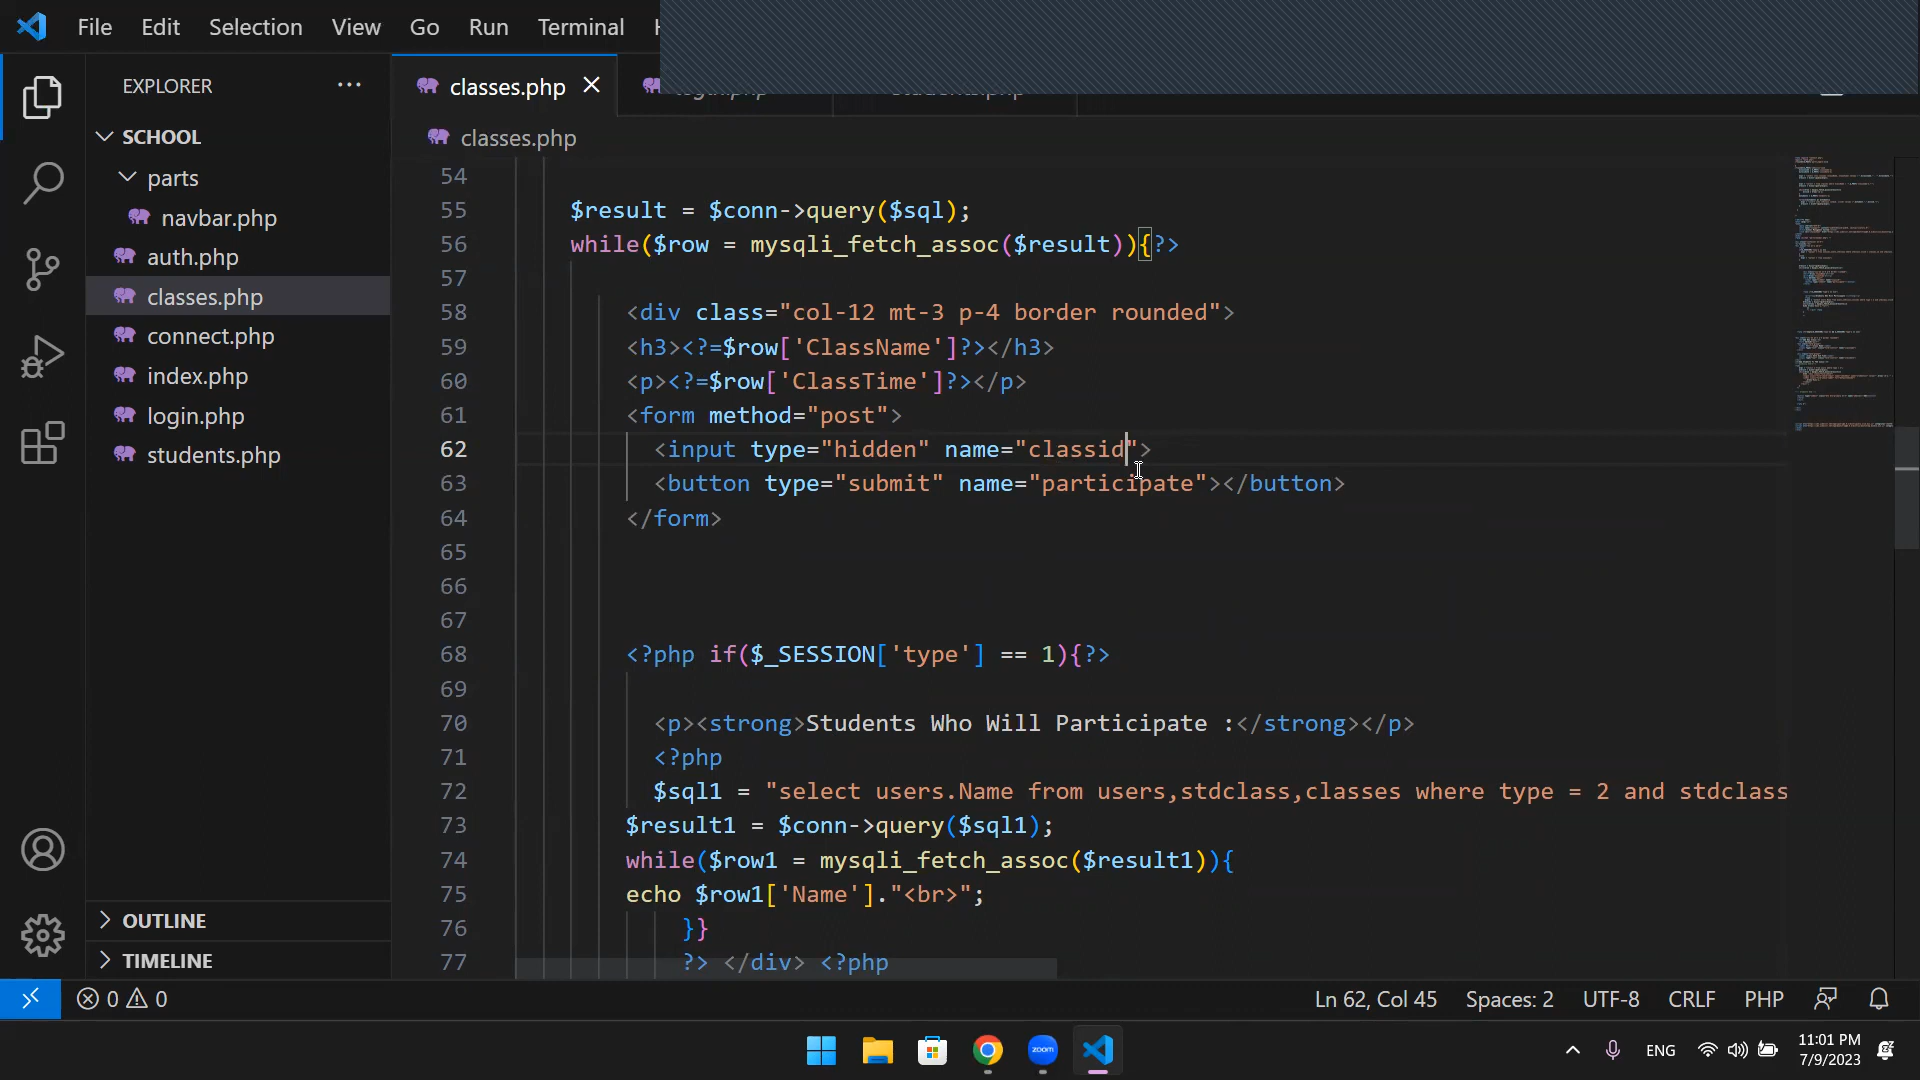 File Edit Selection View Go Run Terminal
EXPLORER
SCHOOL
parts
navbar.php
auth.php
classes.php
connect.php
index.php
login.php
students.php
OUTLINE
TIMELINE
classes.php
login.php
students.php
classes.php
54
55 $result = $conn->query($sql);
56 while($row = mysqli_fetch_assoc($result)){?>
57
58 <div class="col-12 mt-3 p-4 border rounded">
59 <h3><?=$row['ClassName']?></h3>
60 <p><?=$row['ClassTime']?></p>
61 <form method="post">
62 <input type="hidden" name="classid">
63 <button type="submit" name="participate"></button>
64 </form>
65
66
67
68 <?php if($_SESSION['type'] == 1){?>
69
70 <p><strong>Students Who Will Participate :</strong></p>
71 <?php
72 $sql1 = "select users.Name from users,stdclass,classes where type = 2 and stdclass
73 $result1 = $conn->query($sql1);
74 while($row1 = mysqli_fetch_assoc($result1)){
75 echo $row1['Name']."<br>";
76 }}
77 ?> </div> <?php
0 0
Ln 62, Col 45 Spaces: 2 UTF-8 CRLF PHP
zoom
ENG
11:01 PM
7/9/2023